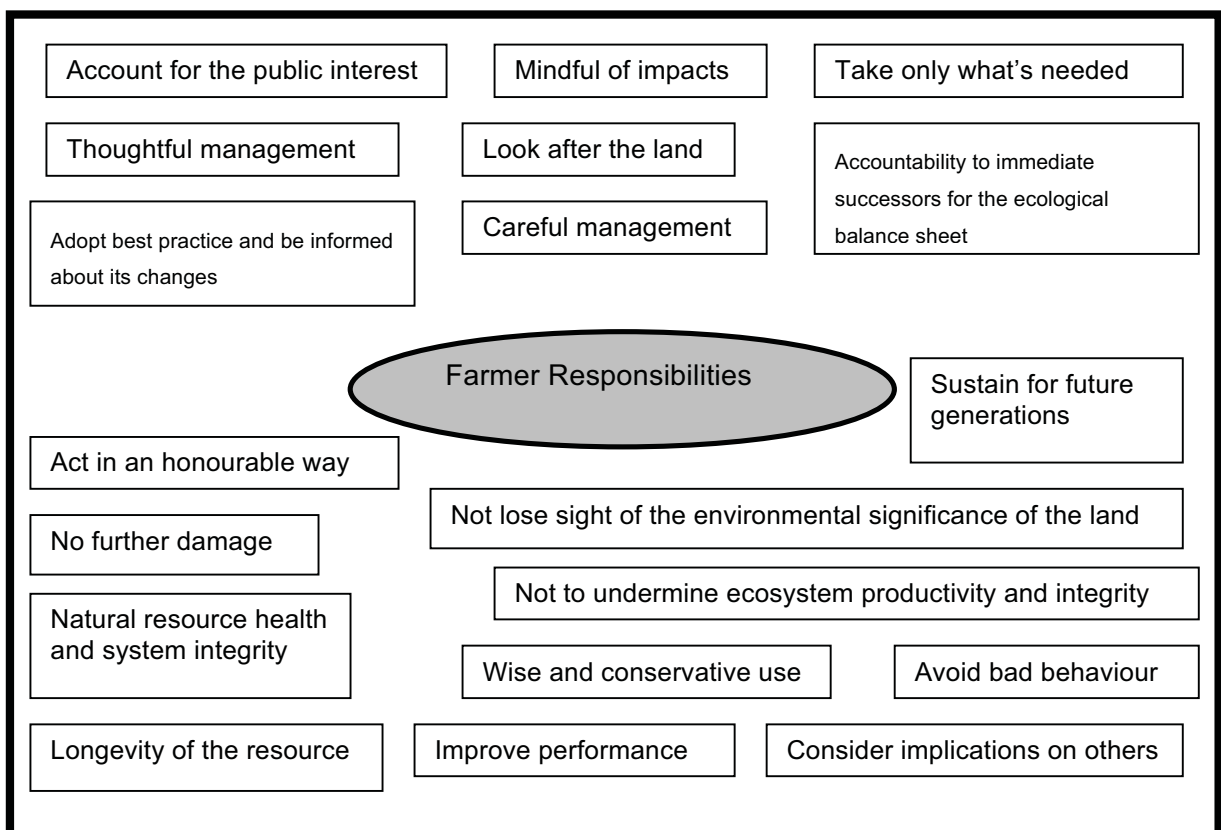 Account for the public interest
Mindful of impacts
Take only what's needed
Thoughtful management
Look after the land
Accountability to immediate
successors for the ecological
balance sheet
Adopt best practice and be informed
about its changes
Careful management
Farmer Responsibilities
Sustain for future
generations
Act in an honourable way
Not lose sight of the environmental significance of the land
No further damage
Not to undermine ecosystem productivity and integrity
Natural resource health
and system integrity
Wise and conservative use
Avoid bad behaviour
Longevity of the resource
Improve performance
Consider implications on others